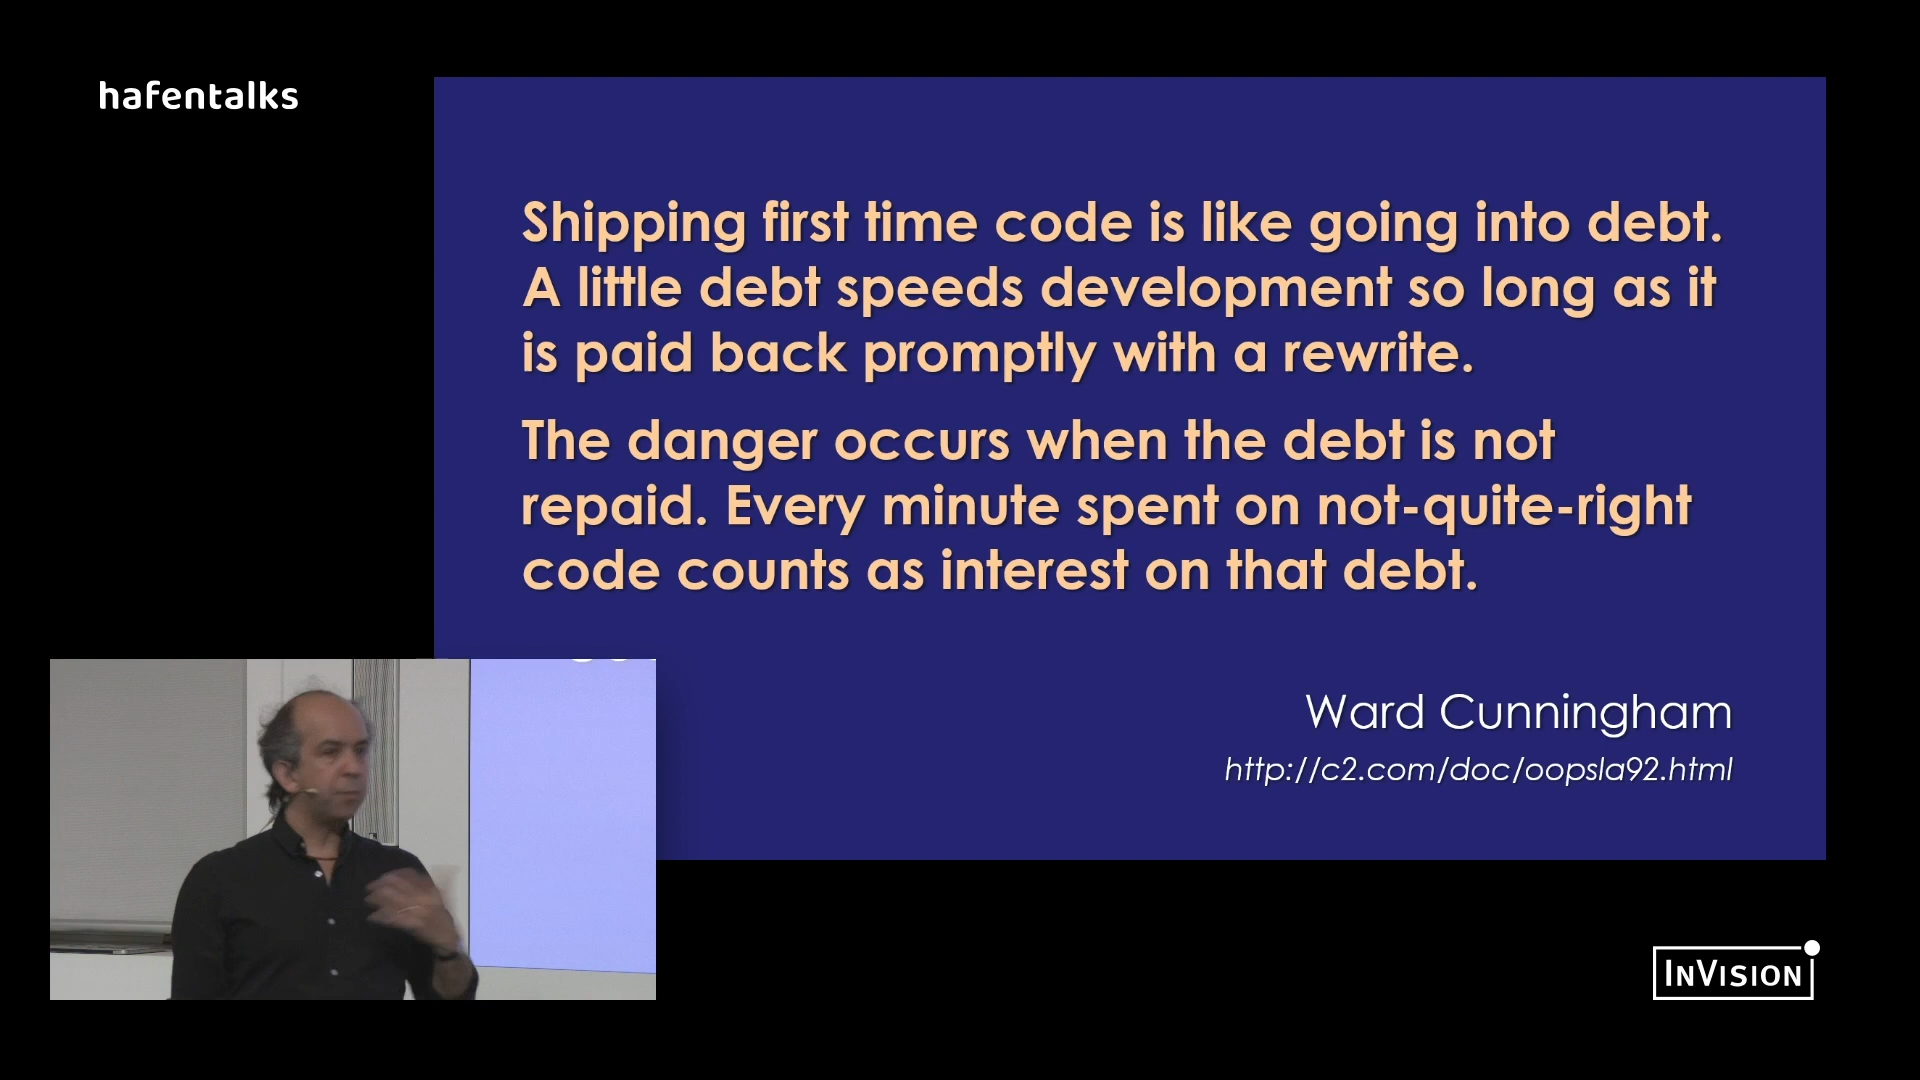 hafentalks
Shipping first time code is like going into debt.
A little debt speeds development so long as it
is paid back promptly with a rewrite.
The danger occurs when the debt is not
repaid. Every minute spent on not-quite-right
code counts as interest on that debt.
Ward Cunningham
http://c2.com/doc/oopsla92.html
INVISION